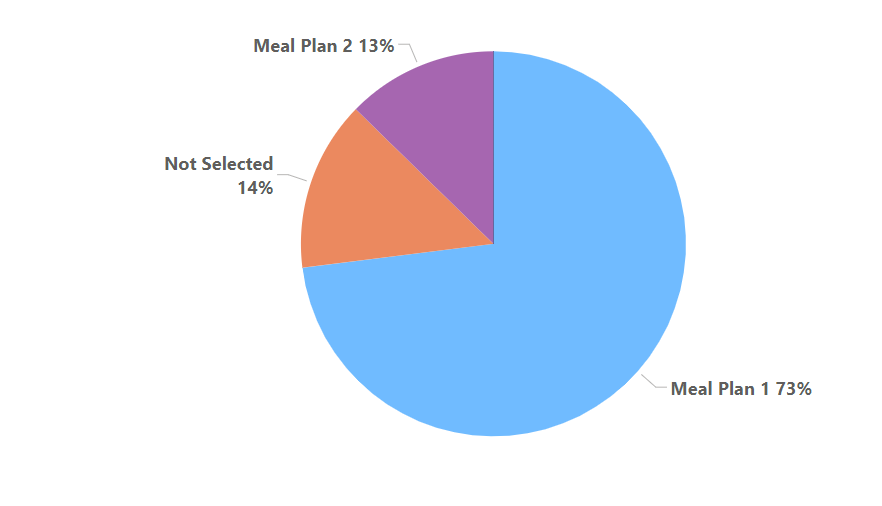 Meal Plan 2 13%
Not Selected
14%
Meal Plan 1 73%